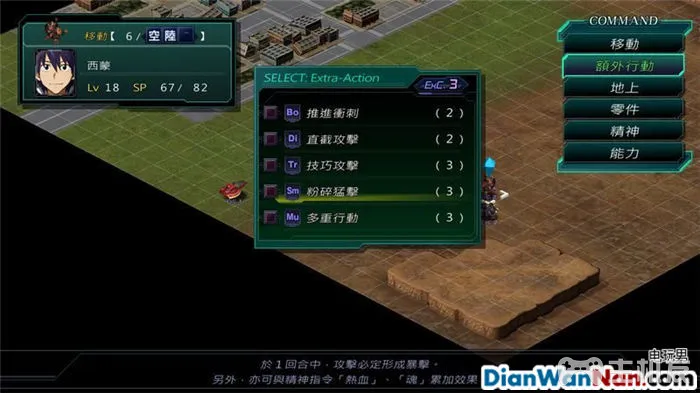 移動【 6／空陸 】
西蒙
Lv 18 SP 67/ 82
SELECT: Extra-Action
ExC. 3
Bo 推進衝刺 ( 2 )
Di 直截攻擊 ( 2 )
Tr 技巧攻擊 ( 3 )
Sm 粉碎猛擊 ( 3 )
Mu 多重行動 ( 3 )
COMMAND
移動
額外行動
地上
零件
精神
能力
於1回合中，攻擊必定形成暴擊。
另外，亦可與精神指令「熱血」、「魂」累加效果
电玩男
DianWanNan.com